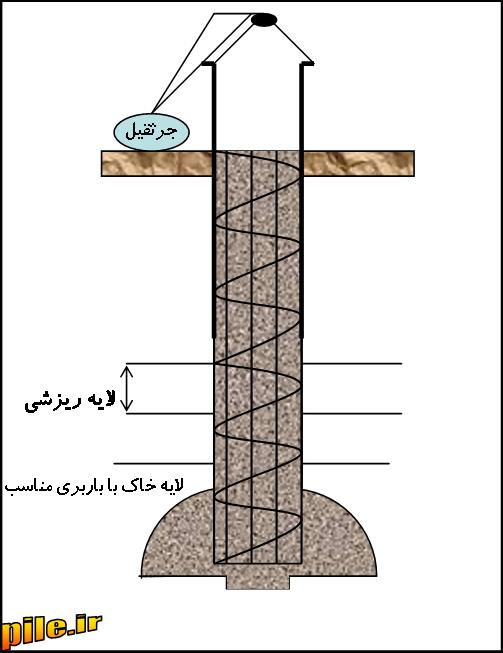 جرثقیل
لایه ریزشی
لایه خاک با باربری مناسب
pile.ir